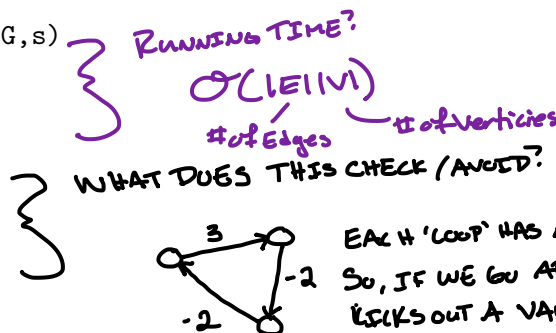 G,s)
RUNNING TIME?
O(|E||V|)
# of Edges
# of Verticies
WHAT DOES THIS CHECK / AVOID?
3
-2
-2
EACH 'LOOP' HAS
SO, IF WE GO
KICKS OUT A